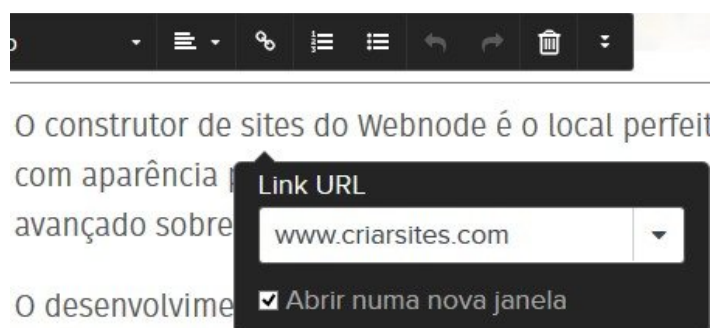 O construtor de sites do Webnode é o local
com aparência
Link URL
avançado sobre
www.criarsites.com
O desenvolvime
Abrir numa nova janela